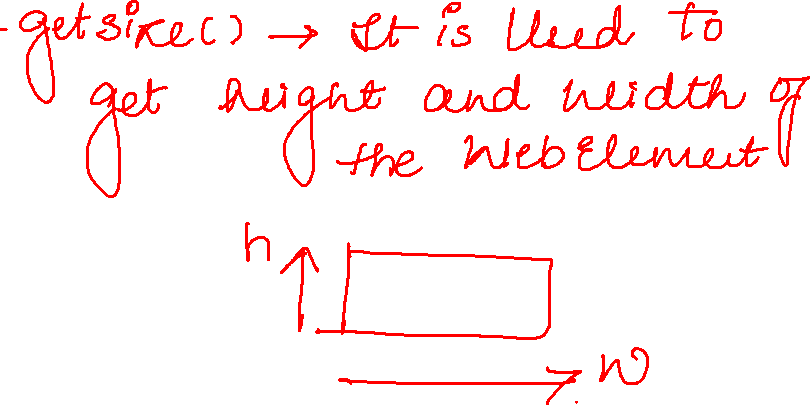 - getsize() → It is Used To
get height and width of
the WebElement
h
W